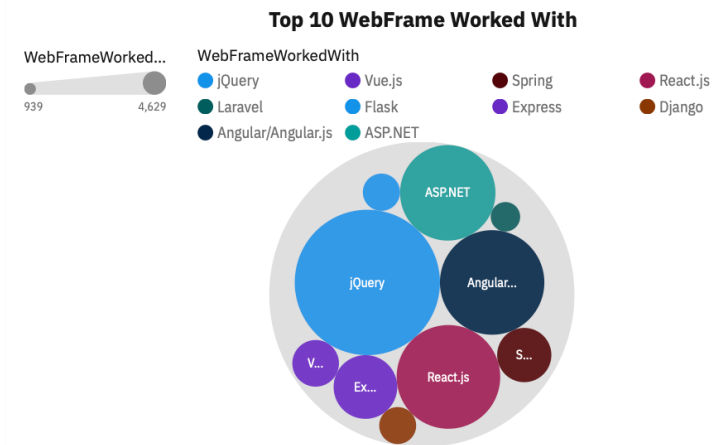 Top 10 WebFrame Worked With
WebFrameWorked...
939 4,629
WebFrameWorkedWith
jQuery Vue.js Spring React.js
Laravel Flask Express Django
Angular/Angular.js ASP.NET
ASP.NET
jQuery Angular...
V... S...
Ex... React.js